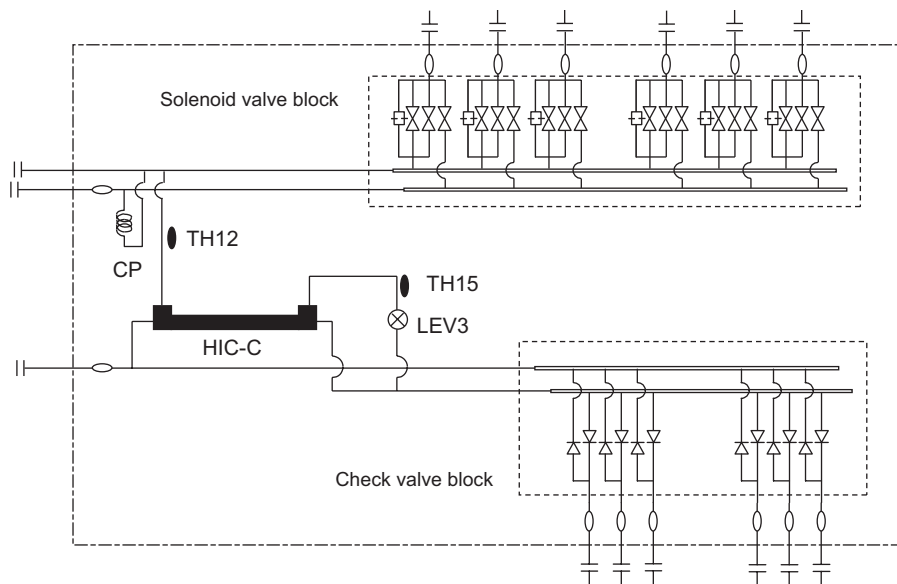 Solenoid valve block
TH12
CP
TH15
LEV3
HIC-C
Check valve block